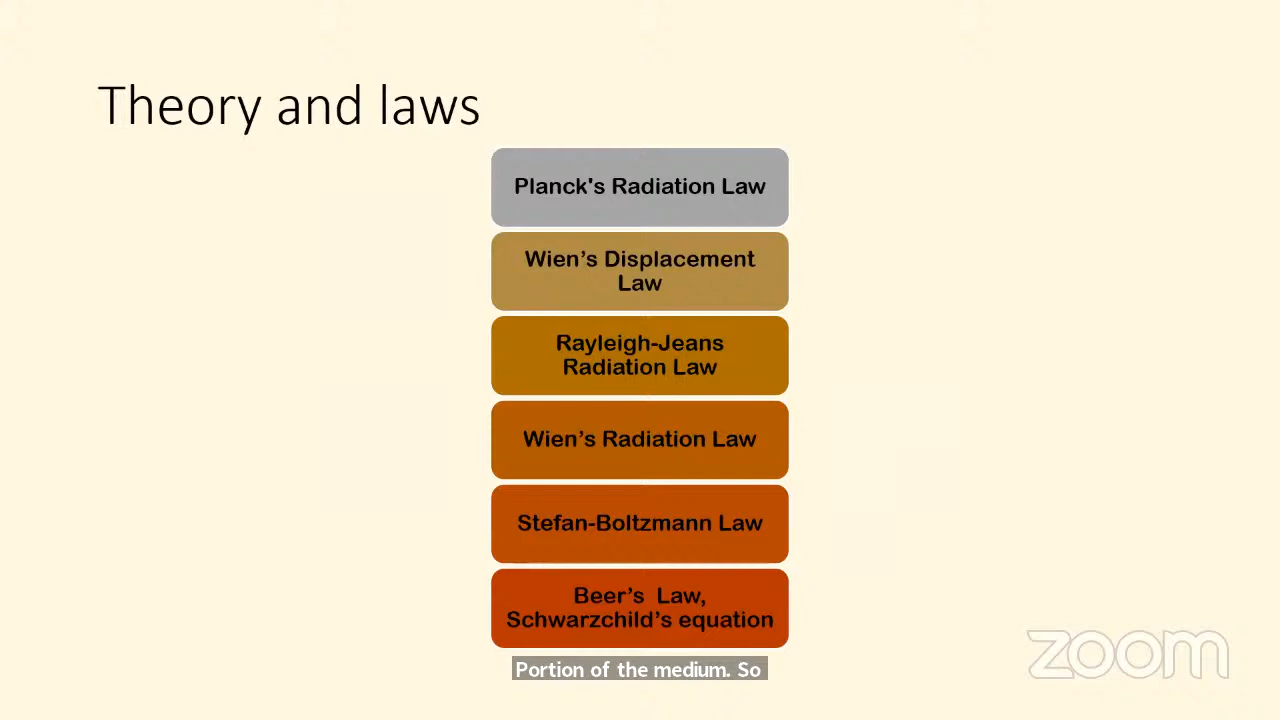 Theory and laws
Planck's Radiation Law
Wien’s Displacement
Law
Rayleigh-Jeans
Radiation Law
Wien’s Radiation Law
Stefan-Boltzmann Law
Beer’s  Law,
Schwarzchild’s equation
Portion of the medium. So
zoom